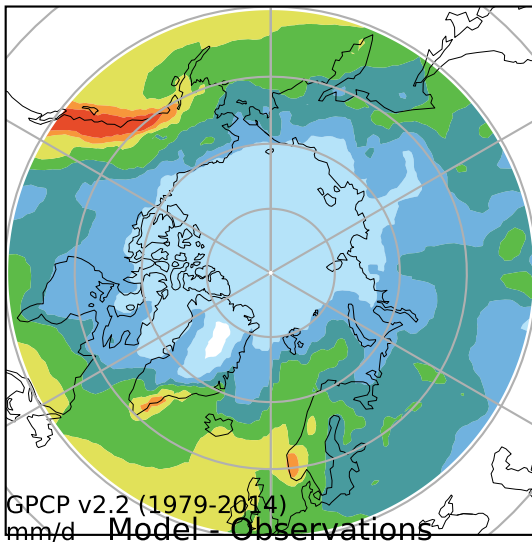 GPCP v2.2 (1979-2014)
mm/d Model - Observations